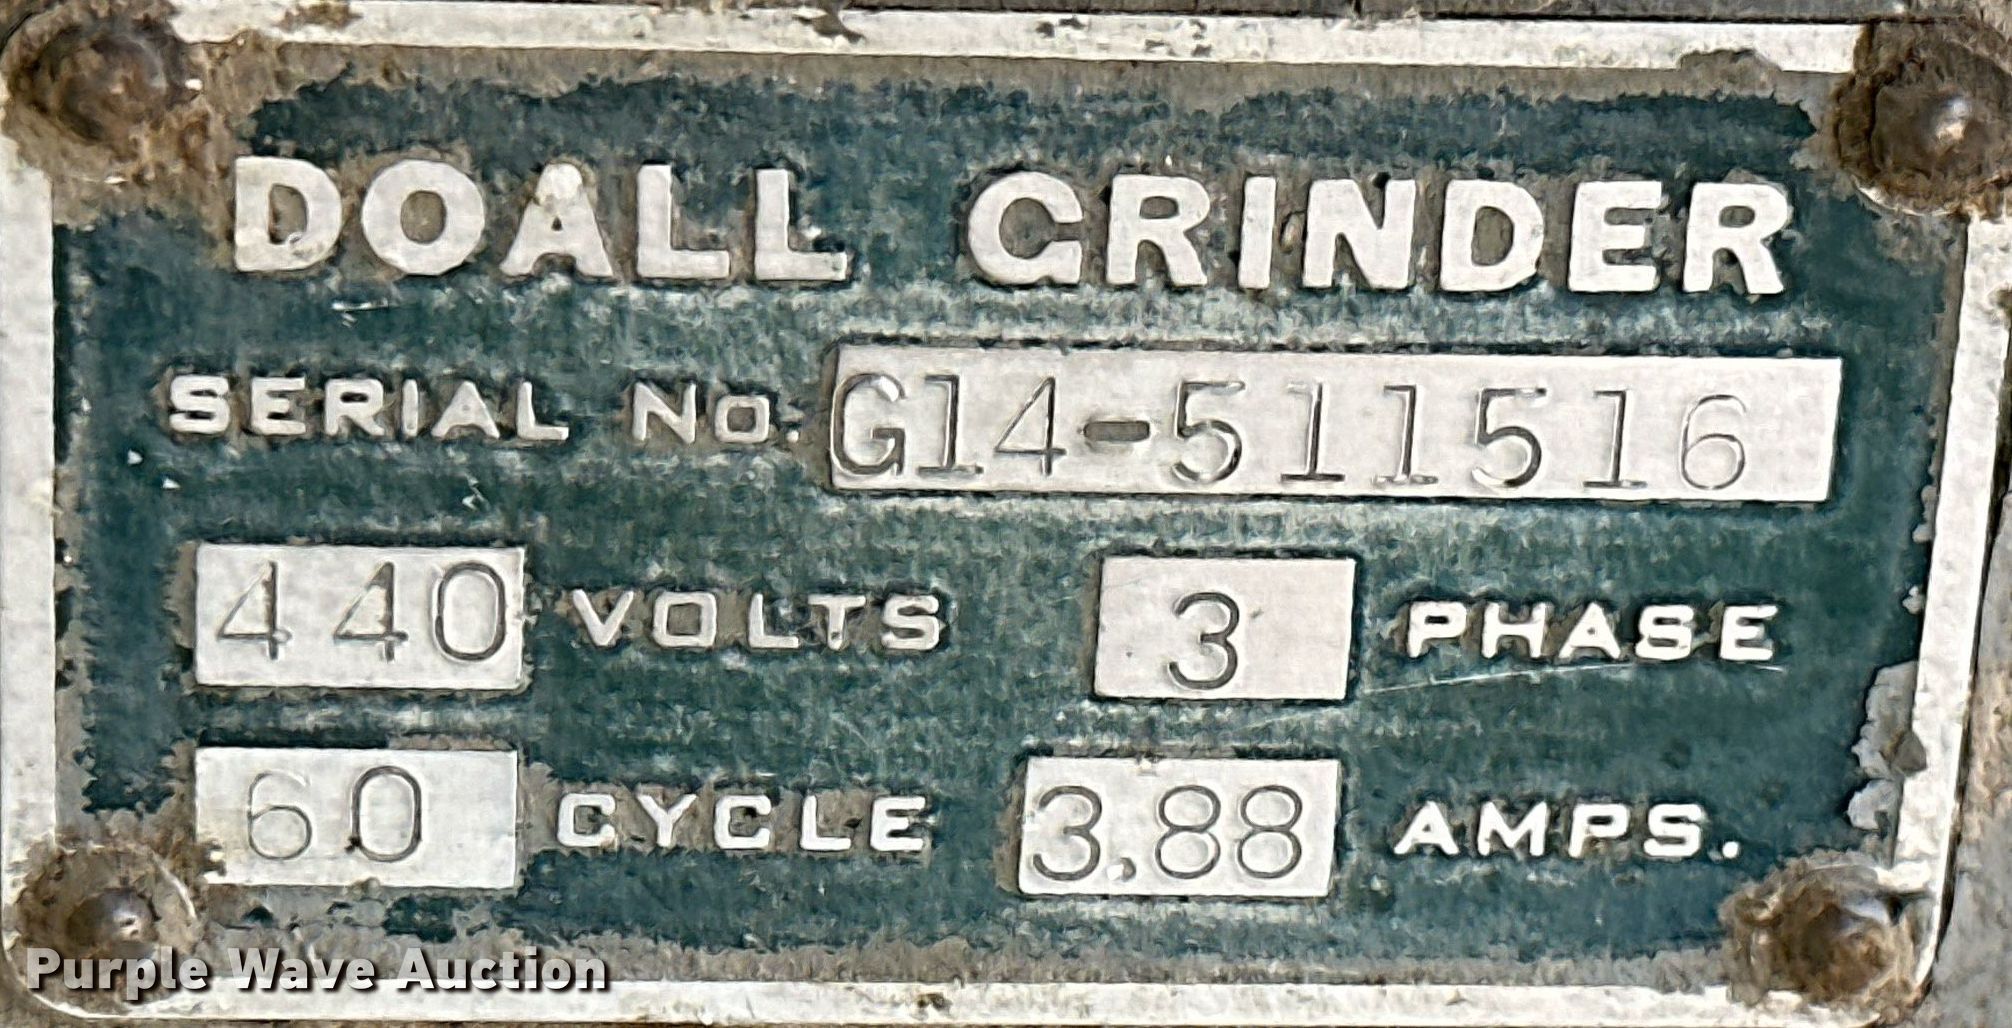 DOALL GRINDER
SERIAL No. G14-511516
440 VOLTS 3 PHASE
60 CYCLE 3.88 AMPS.
Purple Wave Auction